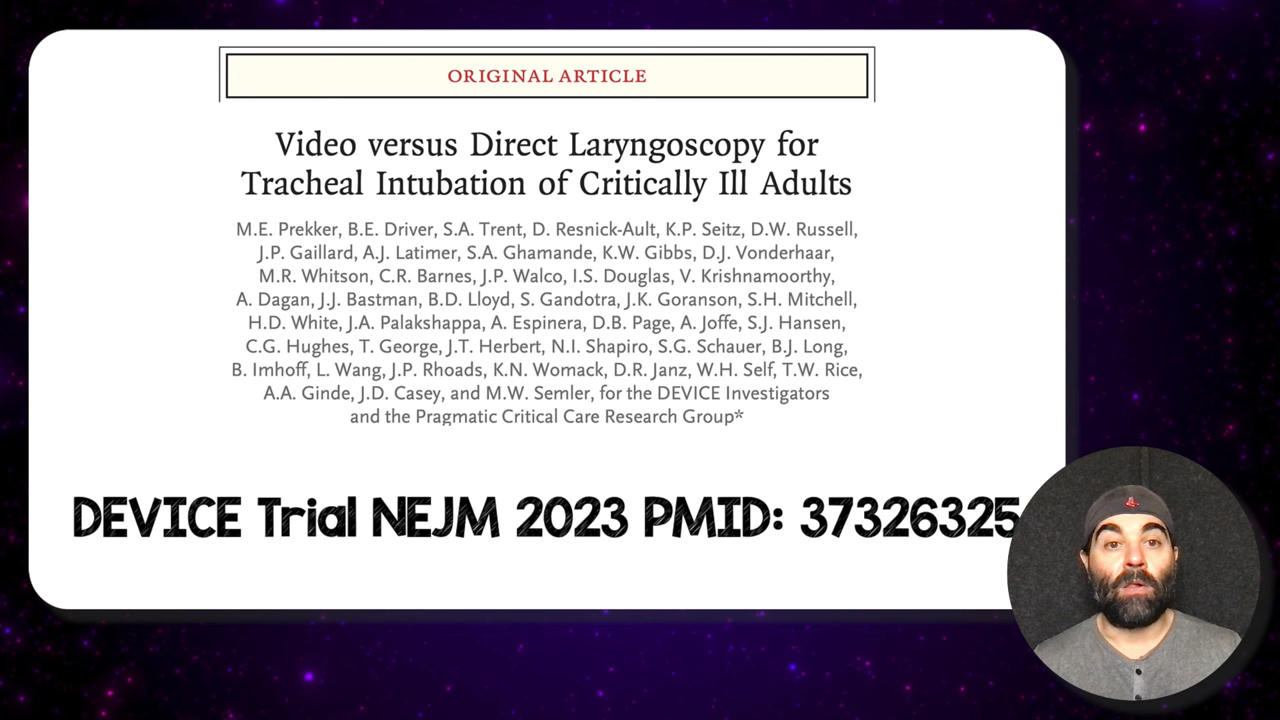 ORIGINAL ARTICLE
Video versus Direct Laryngoscopy for
Tracheal Intubation of Critically Ill Adults
M.E. Prekker, B.E. Driver, S.A. Trent, D. Resnick-Ault, K.P. Seitz, D.W. Russell,
J.P. Gaillard, A.J. Latimer, S.A. Ghamande, K.W. Gibbs, D.J. Vonderhaar,
M.R. Whitson, C.R. Barnes, J.P. Walco, I.S. Douglas, V. Krishnamoorthy,
A. Dagan, J.J. Bastman, B.D. Lloyd, S. Gandotra, J.K. Goranson, S.H. Mitchell,
H.D. White, J.A. Palakshappa, A. Espinera, D.B. Page, A. Joffe, S.J. Hansen,
C.G. Hughes, T. George, J.T. Herbert, N.I. Shapiro, S.G. Schauer, B.J. Long,
B. Imhoff, L. Wang, J.P. Rhoads, K.N. Womack, D.R. Janz, W.H. Self, T.W. Rice,
A.A. Ginde, J.D. Casey, and M.W. Semler, for the DEVICE Investigators
and the Pragmatic Critical Care Research Group*
DEVICE Trial NEJM 2023 PMID: 37326325